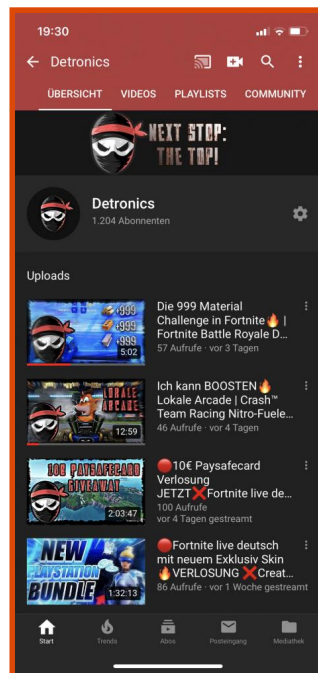 19:30
Detronics
ÜBERSICHT VIDEOS PLAYLISTS COMMUNITY
NEXT STOP:
THE TOP!
Detronics
1.204 Abonnenten
Uploads
+999
+999
+999
5:02
Die 999 Material
Challenge in Fortnite🔥 |
Fortnite Battle Royale D...
57 Aufrufe · vor 3 Tagen
LOKALE
ARCADE
12:59
Ich kann BOOSTEN🔥
Lokale Arcade | Crash™
Team Racing Nitro-Fuele...
46 Aufrufe · vor 4 Tagen
10€ PAYSAFECARD
GIVEAWAY
2:03:47
🔴10€ Paysafecard
Verlosung
JETZT❌Fortnite live de...
100 Aufrufe
vor 4 Tagen gestreamt
NEW
PLAYSTATION
BUNDLE
1:32:13
🔴Fortnite live deutsch
mit neuem Exklusiv Skin
🔥VERLOSUNG ❌Creat...
86 Aufrufe · vor 1 Woche gestreamt
Start Trends Abos Posteingang Mediathek